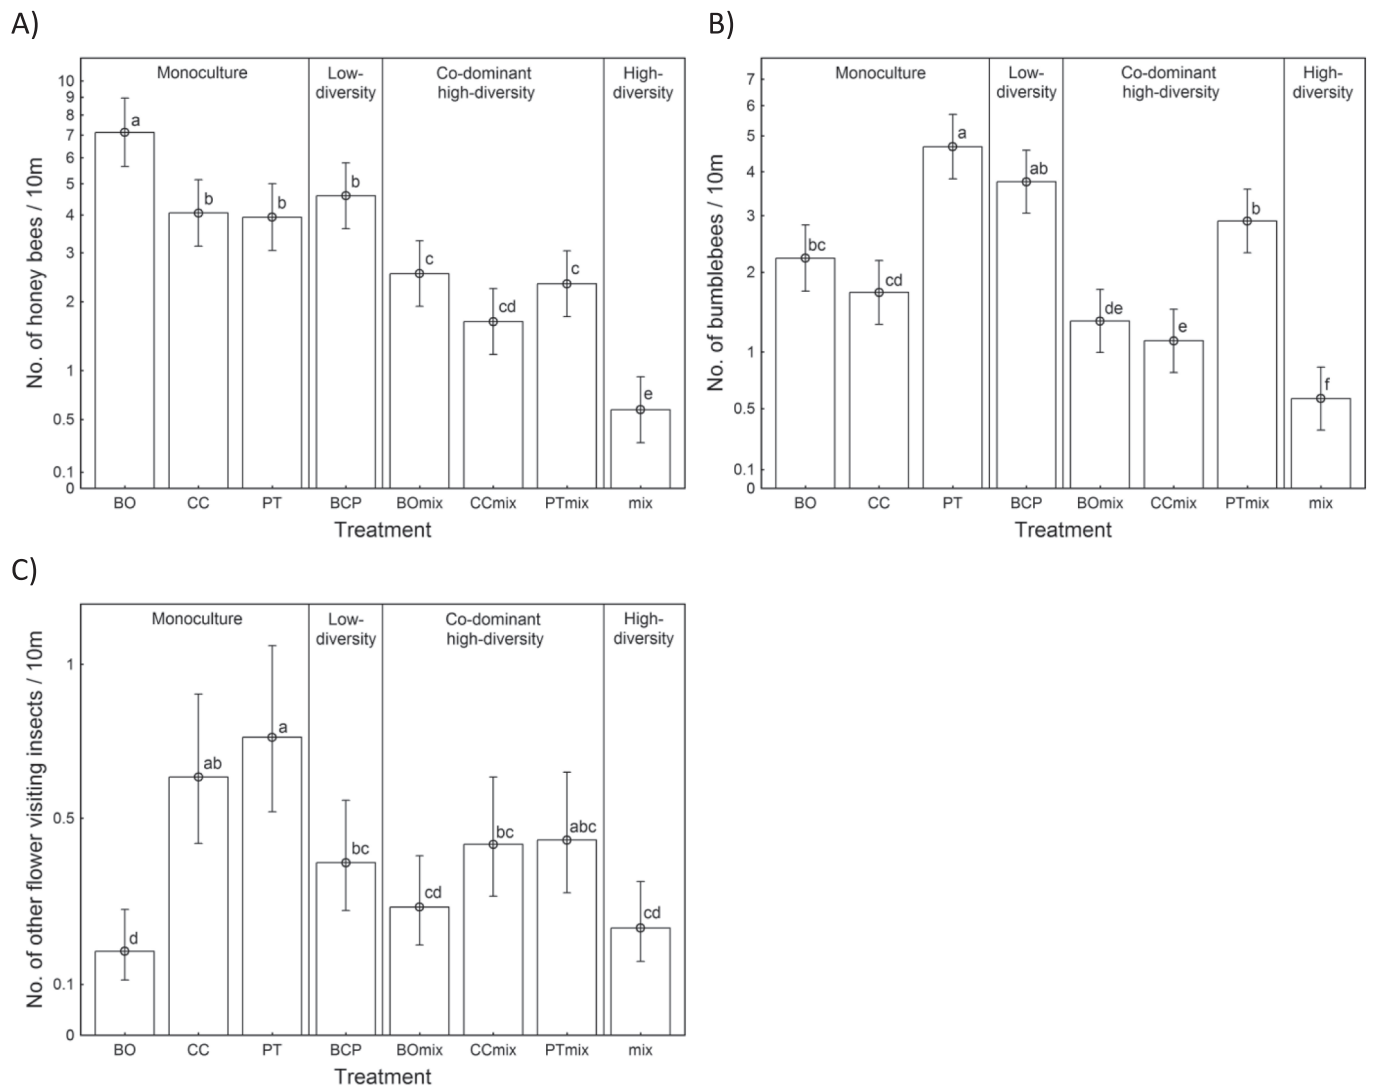 A)
Monoculture Low- Co-dominant High-
diversity high-diversity diversity
No. of honey bees / 10m
10
9
8
7
6
5
4
3
2
1
0.5
0.1
0
a
b
b
b
c
cd
c
e
BO CC PT BCP BOmix CCmix PTmix mix
Treatment
B)
Monoculture Low- Co-dominant High-
diversity high-diversity diversity
No. of bumblebees / 10m
7
6
5
4
3
2
1
0.5
0.1
0
bc
cd
a
ab
de
e
b
f
BO CC PT BCP BOmix CCmix PTmix mix
Treatment
C)
Monoculture Low- Co-dominant High-
diversity high-diversity diversity
No. of other flower visiting insects / 10m
1
0.5
0.1
0
d
ab
a
bc
cd
bc
abc
cd
BO CC PT BCP BOmix CCmix PTmix mix
Treatment